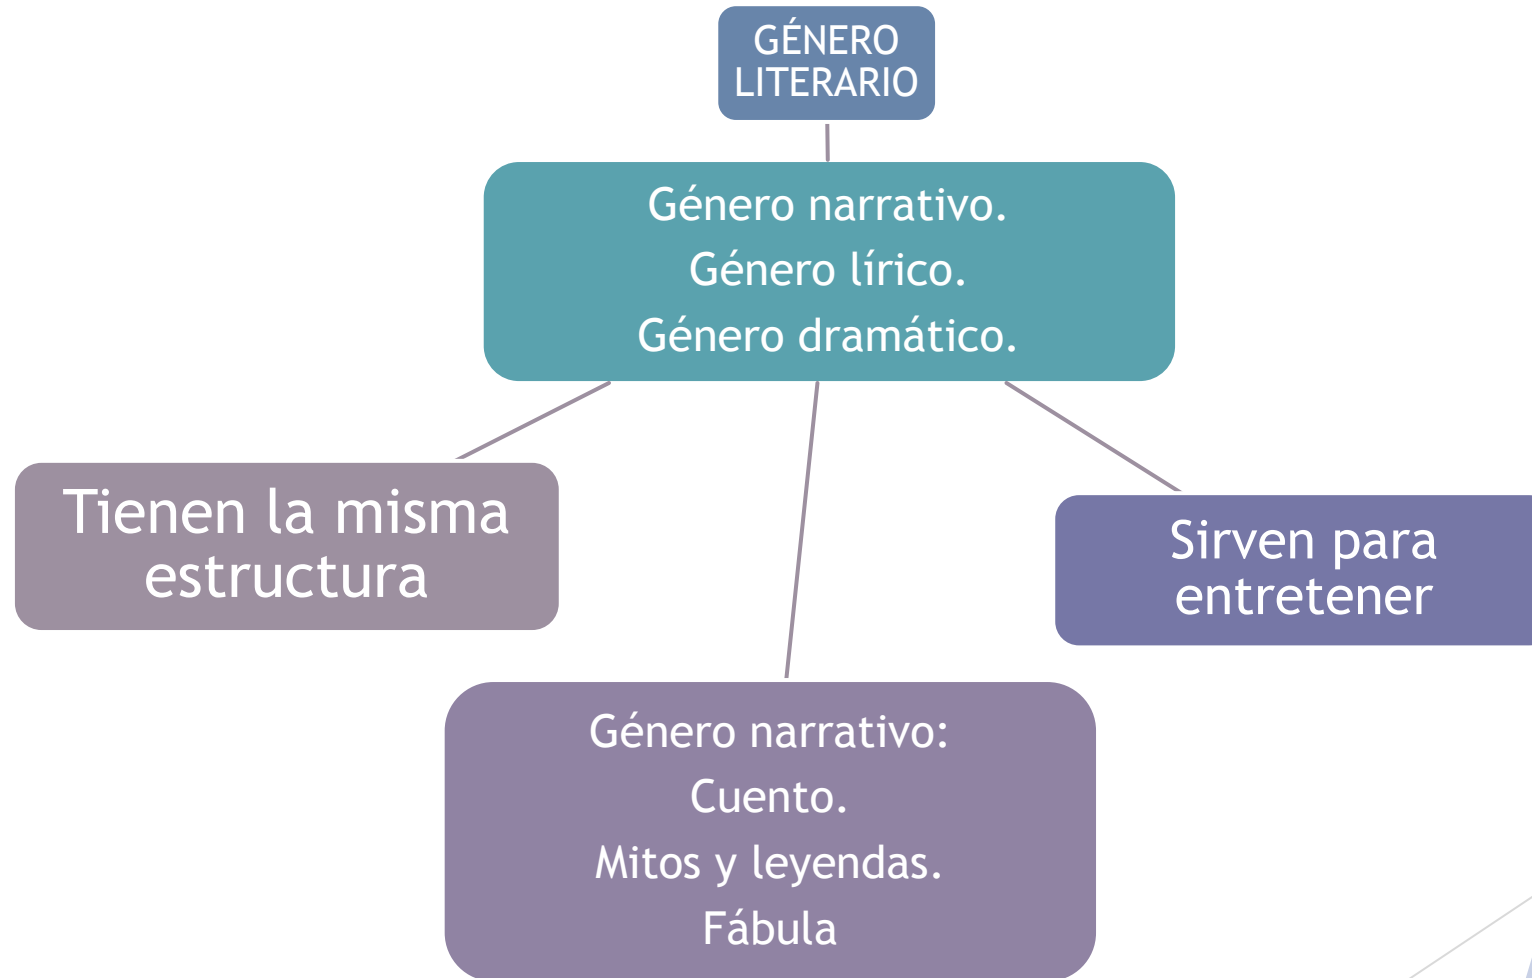 GÉNERO
LITERARIO
Género narrativo.
Género lírico.
Género dramático.
Tienen la misma
estructura
Sirven para
entretener
Género narrativo:
Cuento.
Mitos y leyendas.
Fábula